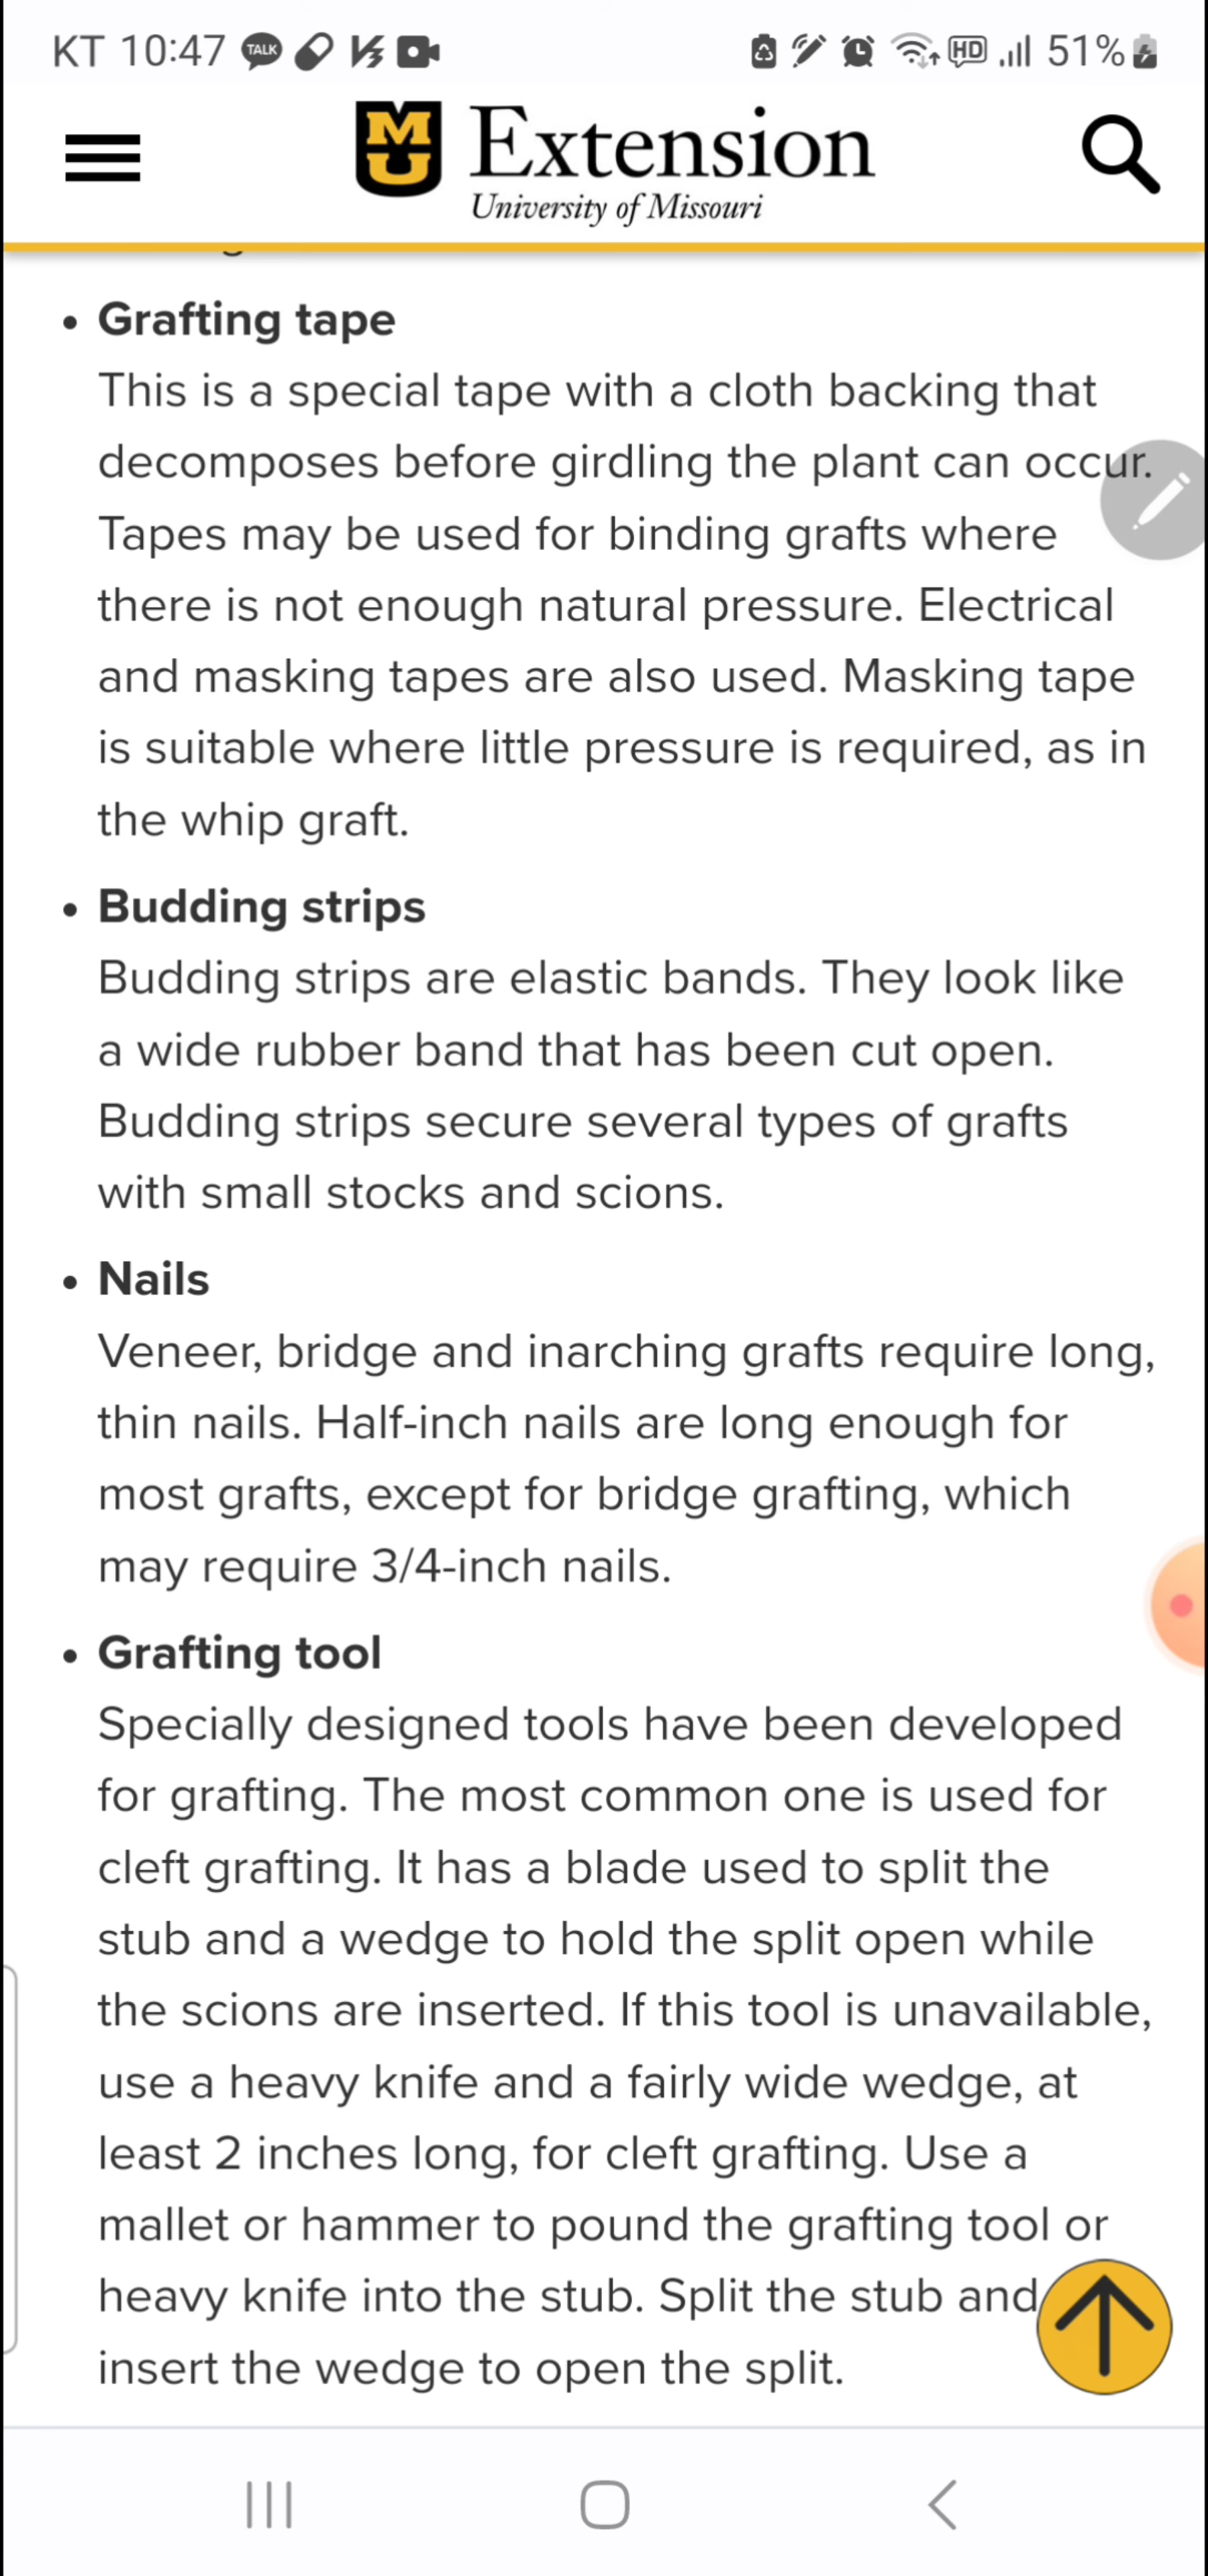 KT 10:47 TALK HD 51%
MU Extension
University of Missouri
• Grafting tape
This is a special tape with a cloth backing that
decomposes before girdling the plant can occur.
Tapes may be used for binding grafts where
there is not enough natural pressure. Electrical
and masking tapes are also used. Masking tape
is suitable where little pressure is required, as in
the whip graft.
• Budding strips
Budding strips are elastic bands. They look like
a wide rubber band that has been cut open.
Budding strips secure several types of grafts
with small stocks and scions.
• Nails
Veneer, bridge and inarching grafts require long,
thin nails. Half-inch nails are long enough for
most grafts, except for bridge grafting, which
may require 3/4-inch nails.
• Grafting tool
Specially designed tools have been developed
for grafting. The most common one is used for
cleft grafting. It has a blade used to split the
stub and a wedge to hold the split open while
the scions are inserted. If this tool is unavailable,
use a heavy knife and a fairly wide wedge, at
least 2 inches long, for cleft grafting. Use a
mallet or hammer to pound the grafting tool or
heavy knife into the stub. Split the stub and
insert the wedge to open the split.